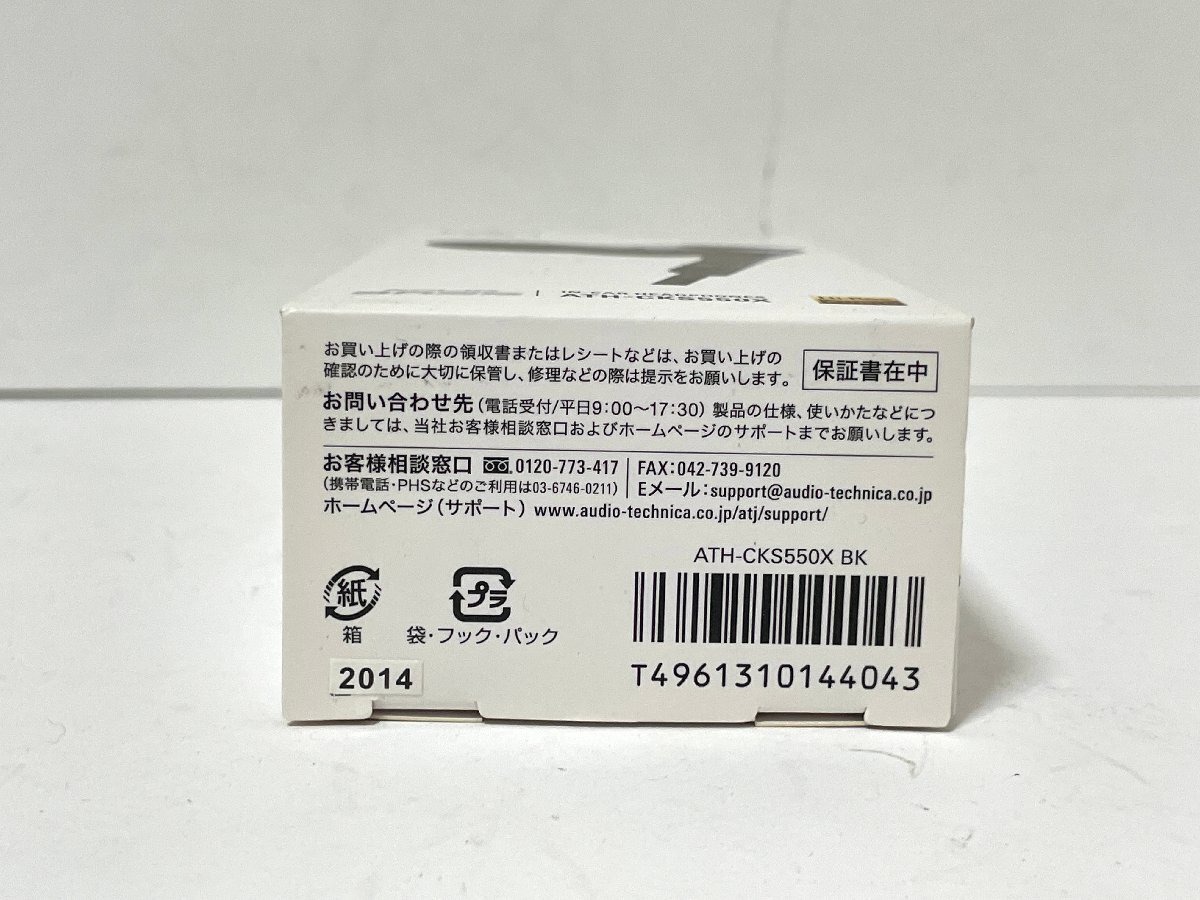 IN-EAR HEADPHONES
ATH-CKS550X
お買い上げの際の領収書またはレシートなどは、お買い上げの
確認のために大切に保管し、修理などの際は提示をお願いします。
保証書在中
お問い合わせ先（電話受付/平日9:00〜17:30）製品の仕様、使いかたなどにつ
きましては、当社お客様相談窓口およびホームページのサポートまでお願いします。
お客様相談窓口 0120-773-417
（携帯電話・PHSなどのご利用は03-6746-0211）
FAX:042-739-9120
Eメール:support@audio-technica.co.jp
ホームページ（サポート） www.audio-technica.co.jp/atj/support/
ATH-CKS550X BK
紙
箱
プラ
袋・フック・パック
2014
T4961310144043